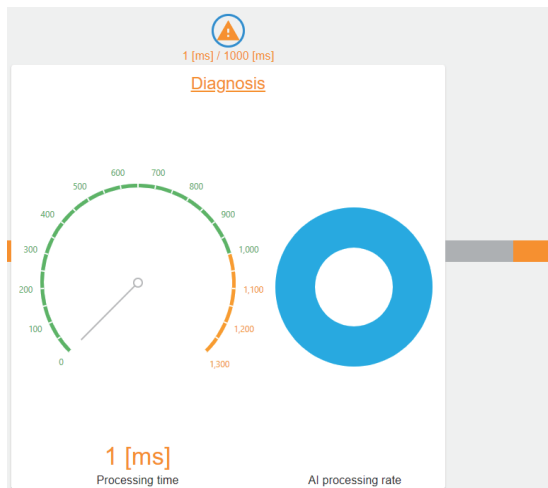 1 [ms] / 1000 [ms]
Diagnosis
600 700
500 800
400 900
300 1,000
200 1,100
100 1,200
0 1,300
1 [ms]
Processing time AI processing rate